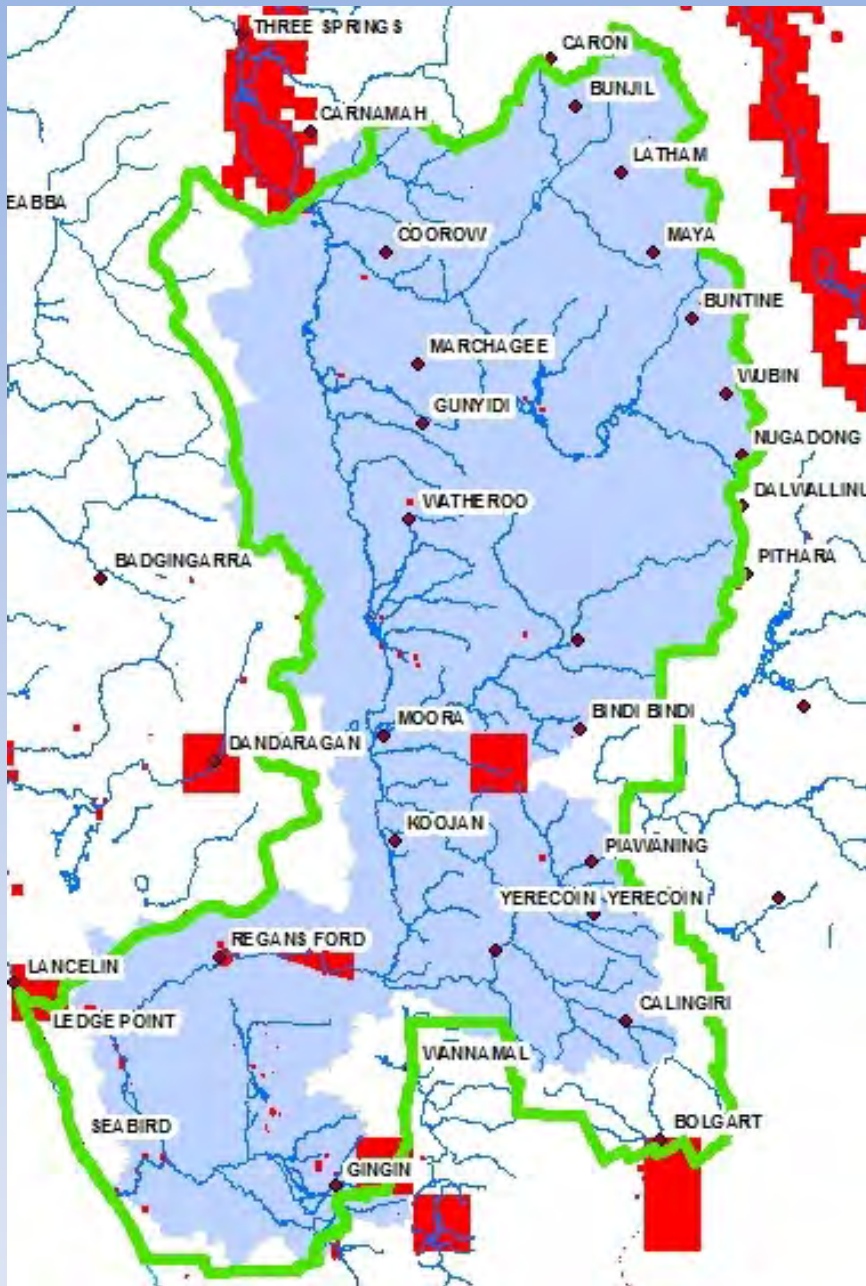 THREE SPRINGS
CARON
BUNJIL
CARNAMAH
LATHAM
EABBA
COOROW
MAYA
BUNTINE
MARCHAGEE
WUBIN
GUNYIDI
NUGADONG
WATHEROO
DALWALLINU
BADGINGARRA
PITHARA
MOORA
BINDI BINDI
DANDARAGAN
KOOJAN
PIAWANING
YERECOIN YERECOIN
REGANS FORD
LANCELIN
LEDGE POINT
CALINGIRI
WANNAMAL
SEABIRD
BOLGART
GINGIN